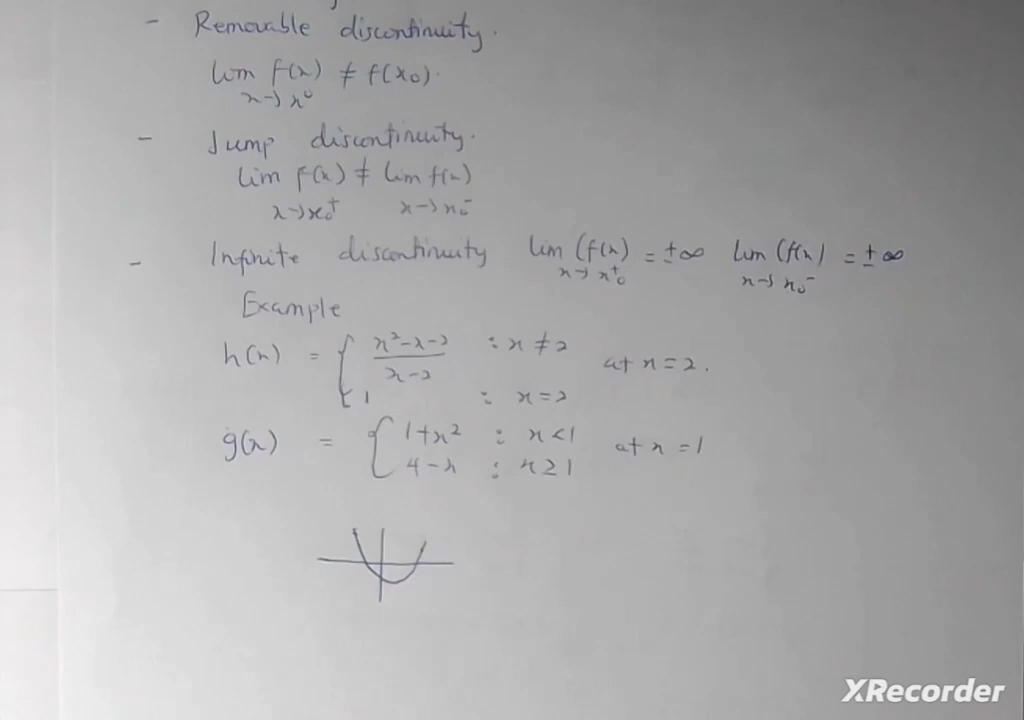 - Removable discontinuity.
lim f(x) ≠ f(x₀).
x→x⁰
- Jump discontinuity.
lim f(x) ≠ lim f(x)
x→x₀⁺ x→x₀⁻
- Infinite discontinuity lim (f(x) = ±∞ lim (f(x) = ±∞
x→x₀⁺ x→x₀⁻
Example
h(x) = { x²-x-2 / x-2 : x ≠ 2 at x = 2.
1 : x = 2
g(x) = { 1+x² : x < 1 at x = 1
4-x : x ≥ 1
XRecorder